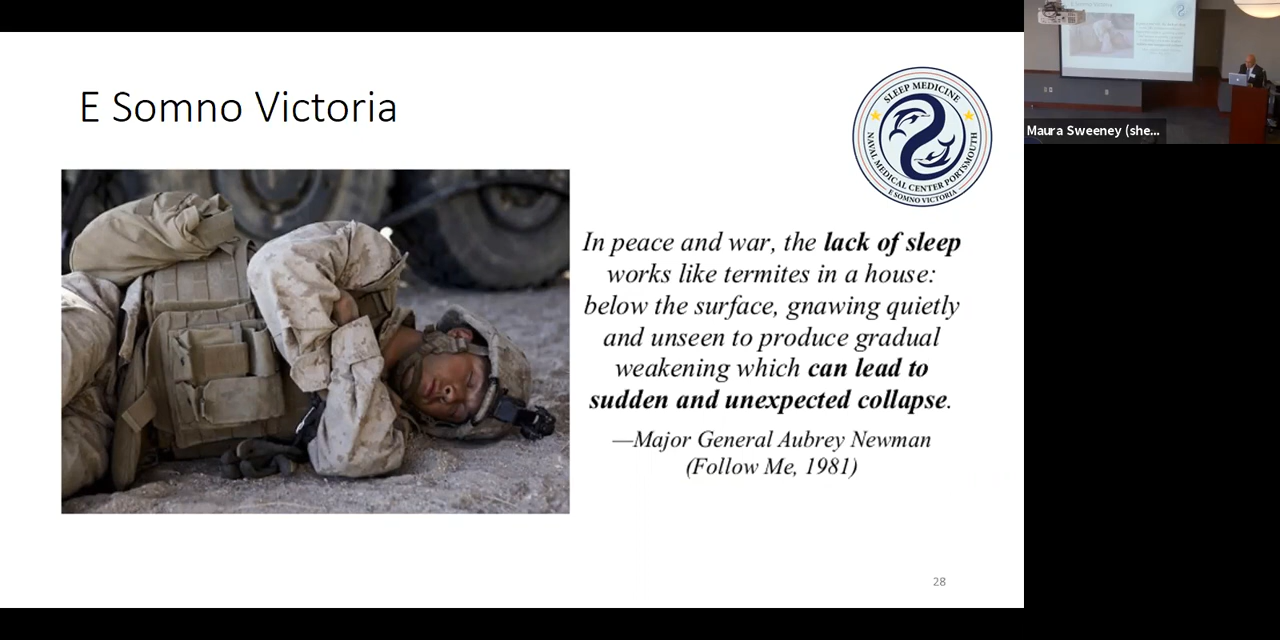 E Somno Victoria
SLEEP MEDICINE
NAVAL MEDICAL CENTER PORTSMOUTH
E SOMNO VICTORIA
In peace and war, the lack of sleep
works like termites in a house:
below the surface, gnawing quietly
and unseen to produce gradual
weakening which can lead to
sudden and unexpected collapse.
—Major General Aubrey Newman
(Follow Me, 1981)
28
Maura Sweeney (she...